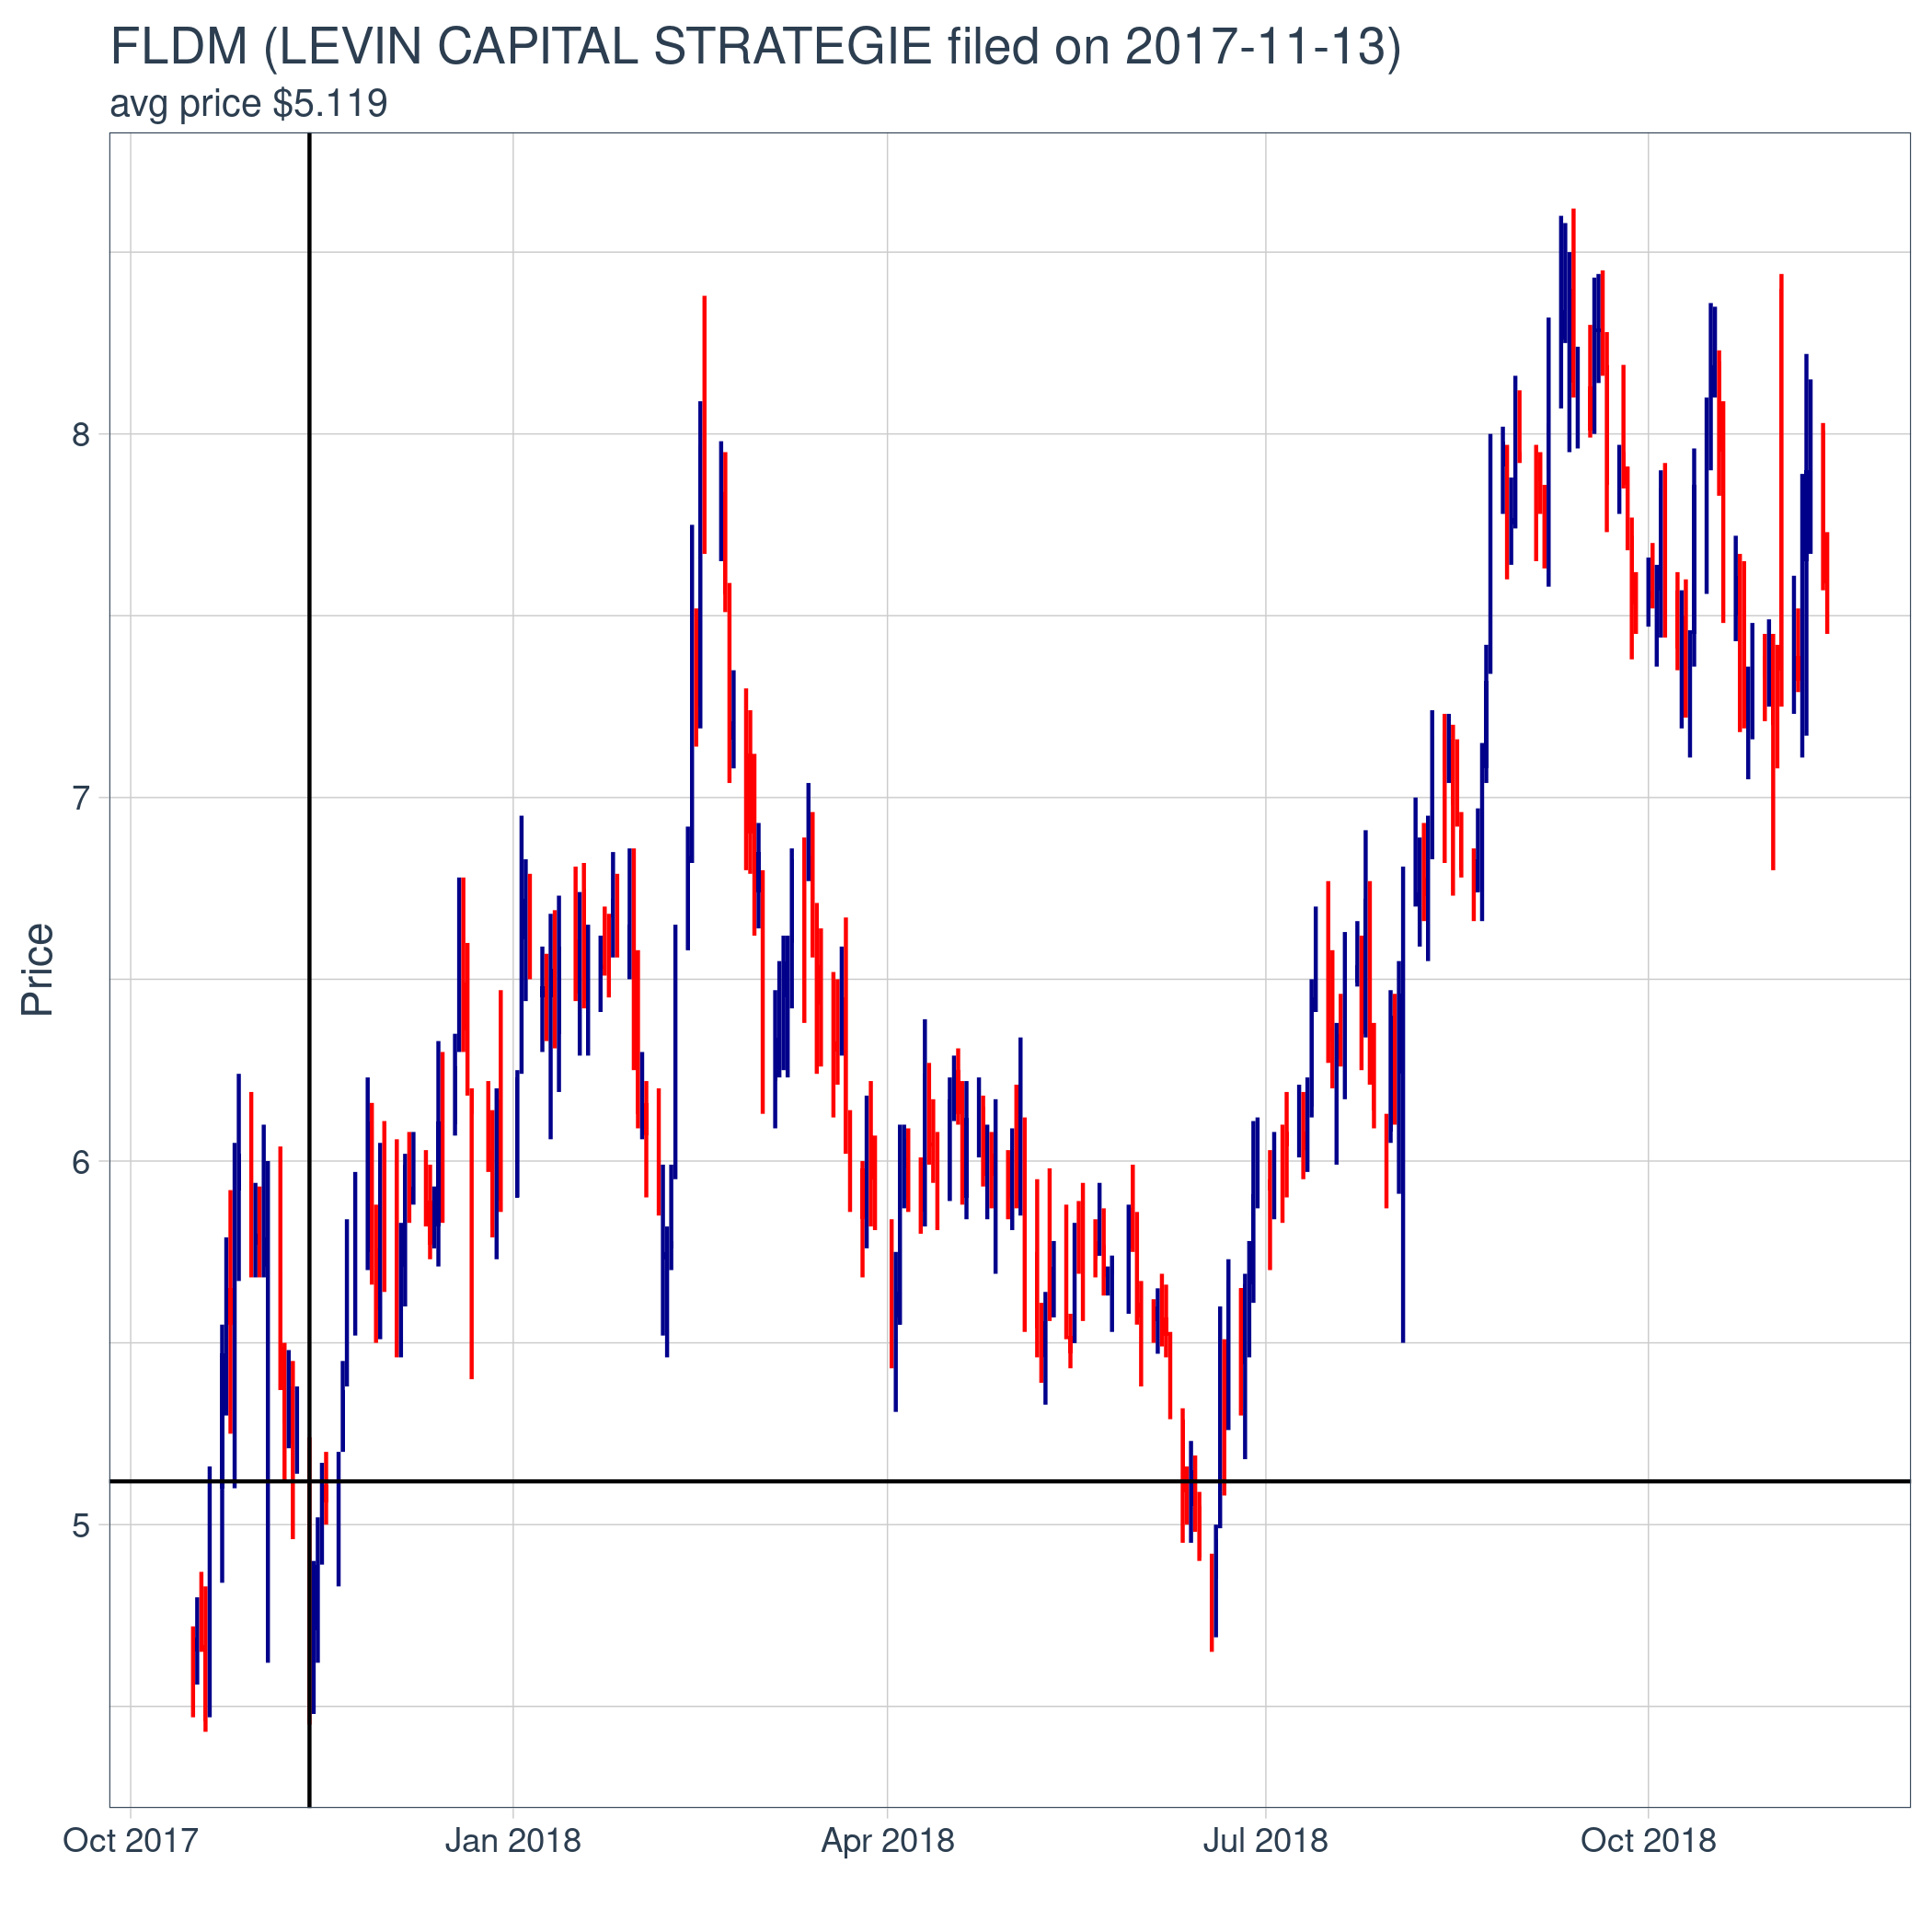 FLDM (LEVIN CAPITAL STRATEGIE filed on 2017-11-13)
avg price $5.119
Price
8
7
6
5
Oct 2017 Jan 2018 Apr 2018 Jul 2018 Oct 2018